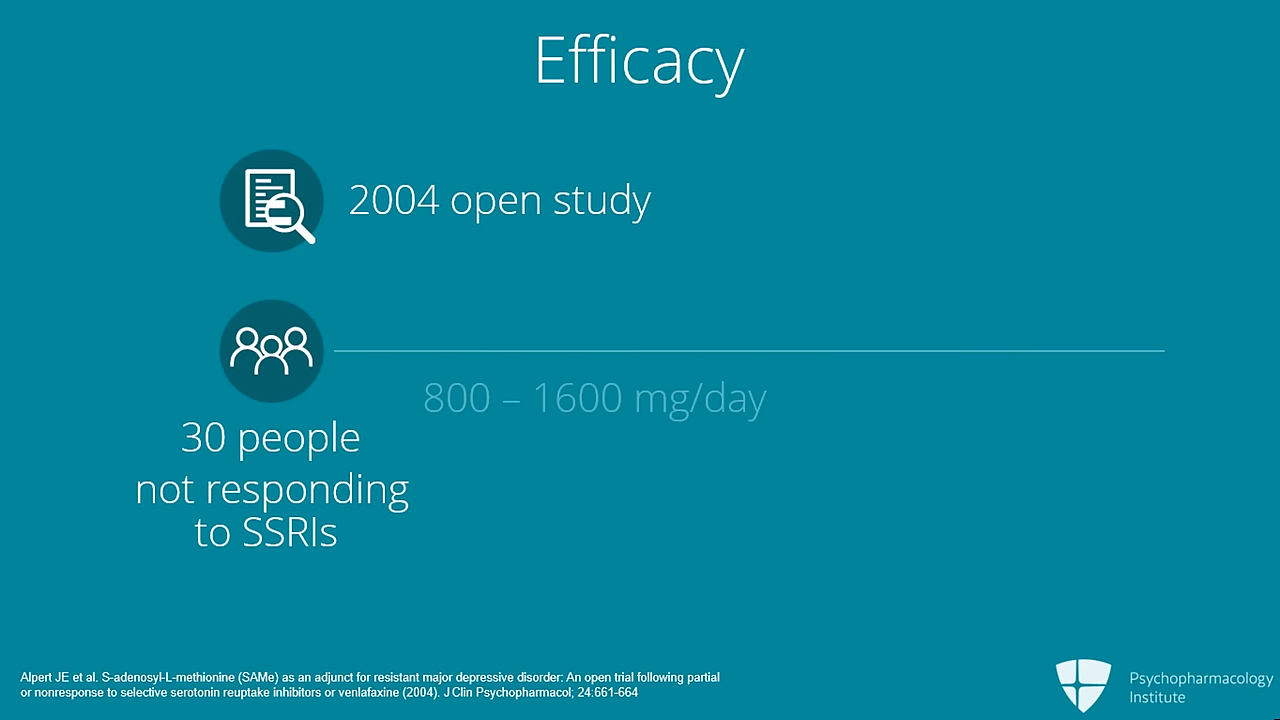 Efficacy
2004 open study
800 – 1600 mg/day
30 people
not responding
to SSRIs
Alpert JE et al. S-adenosyl-L-methionine (SAMe) as an adjunct for resistant major depressive disorder: An open trial following partial
or nonresponse to selective serotonin reuptake inhibitors or venlafaxine (2004). J Clin Psychopharmacol; 24:661-664
Psychopharmacology
Institute